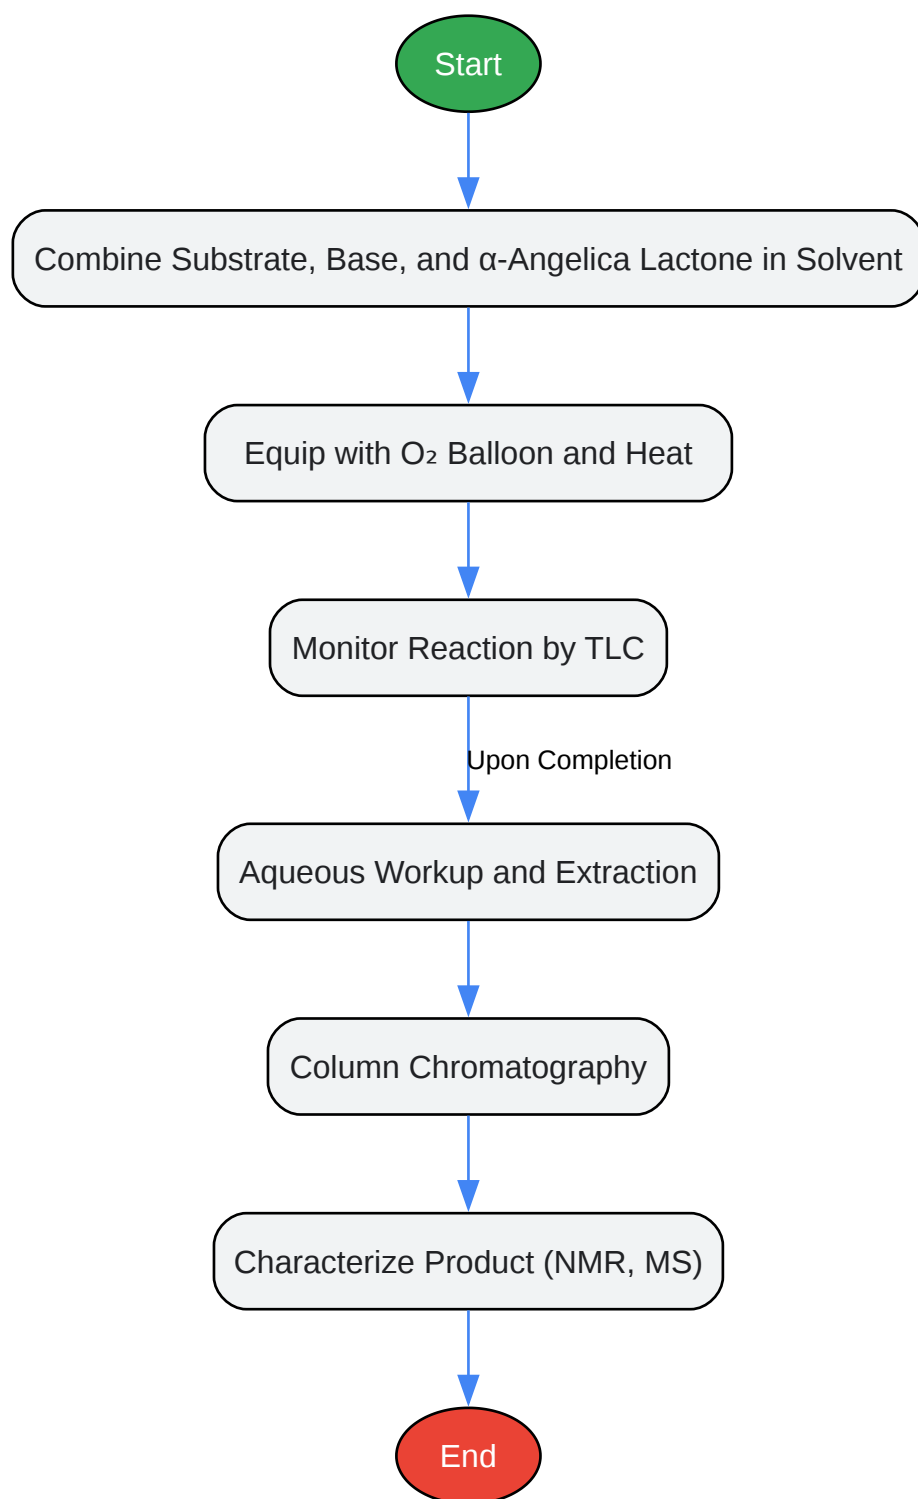 Start
Combine Substrate, Base, and α-Angelica Lactone in Solvent
Equip with O₂ Balloon and Heat
Monitor Reaction by TLC
Upon Completion
Aqueous Workup and Extraction
Column Chromatography
Characterize Product (NMR, MS)
End